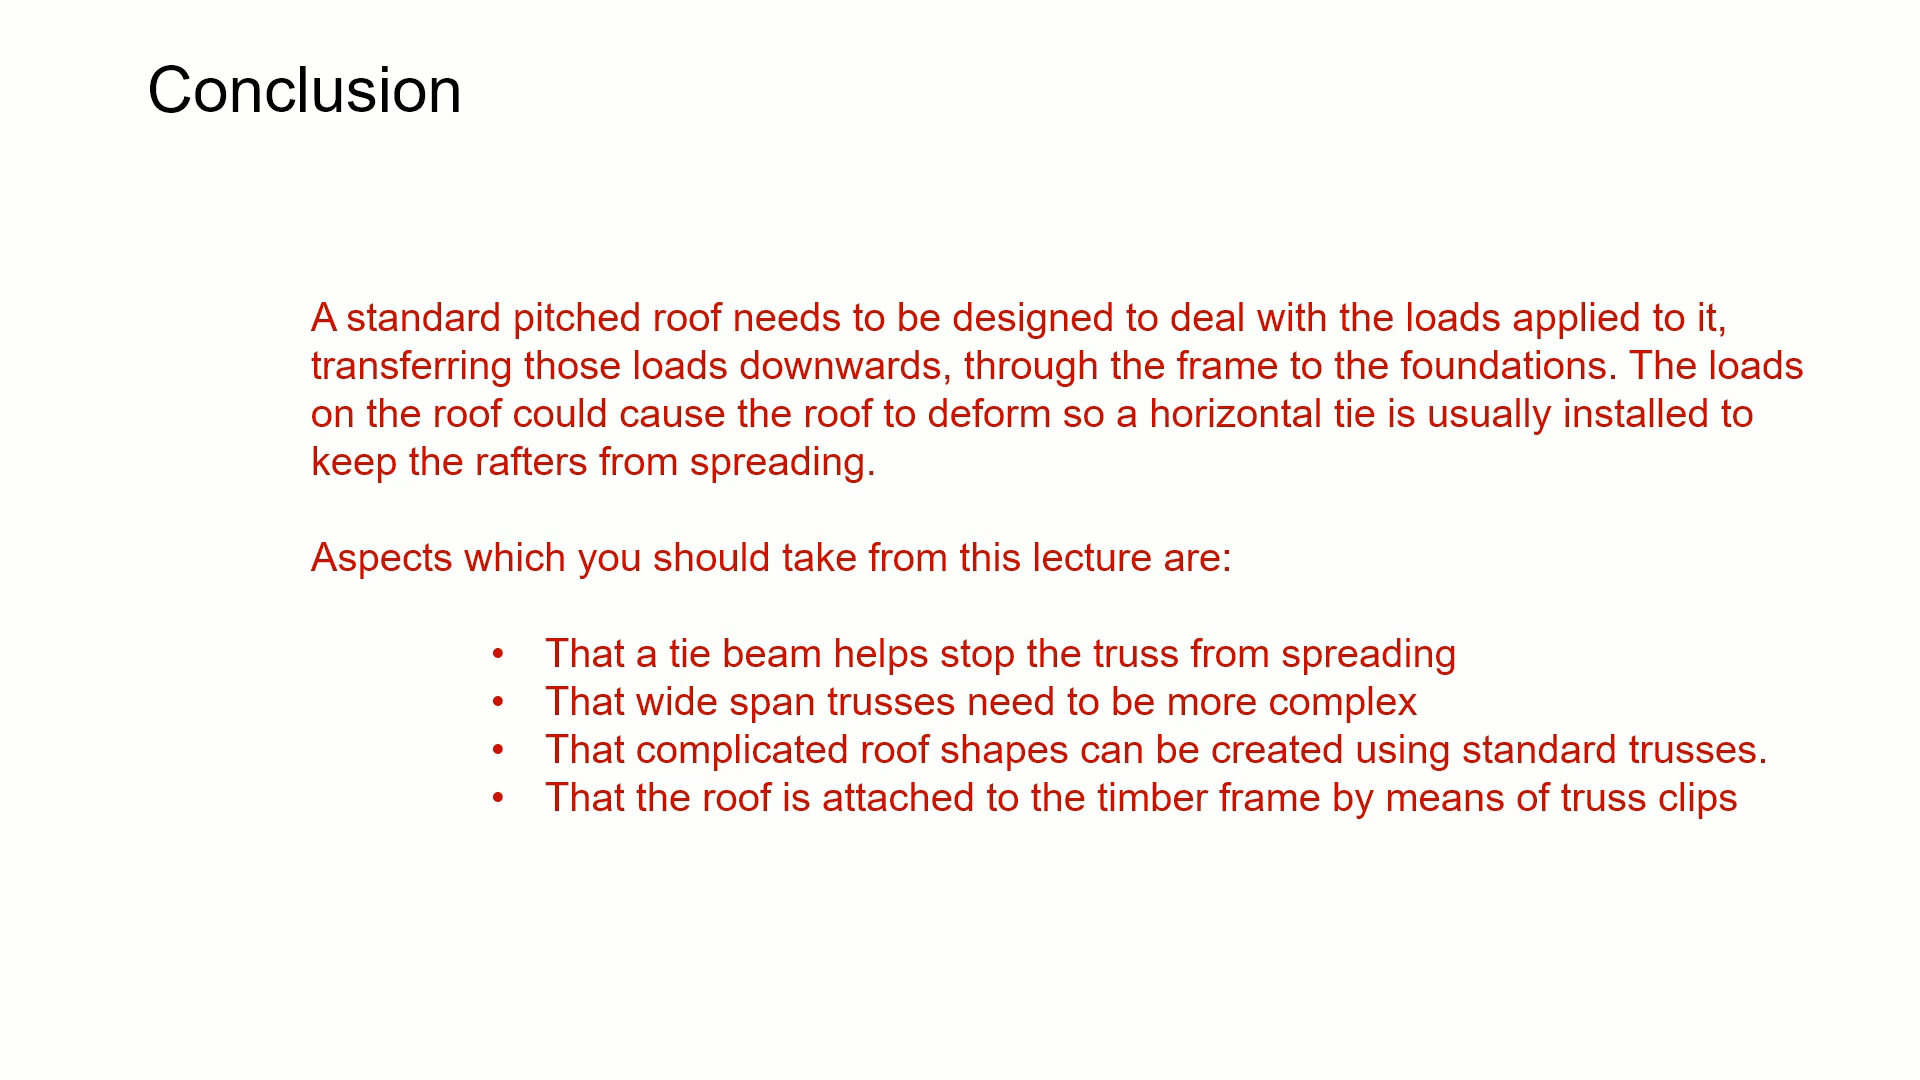 Conclusion
A standard pitched roof needs to be designed to deal with the loads applied to it,
transferring those loads downwards, through the frame to the foundations. The loads
on the roof could cause the roof to deform so a horizontal tie is usually installed to
keep the rafters from spreading.
Aspects which you should take from this lecture are:
• That a tie beam helps stop the truss from spreading
• That wide span trusses need to be more complex
• That complicated roof shapes can be created using standard trusses.
• That the roof is attached to the timber frame by means of truss clips